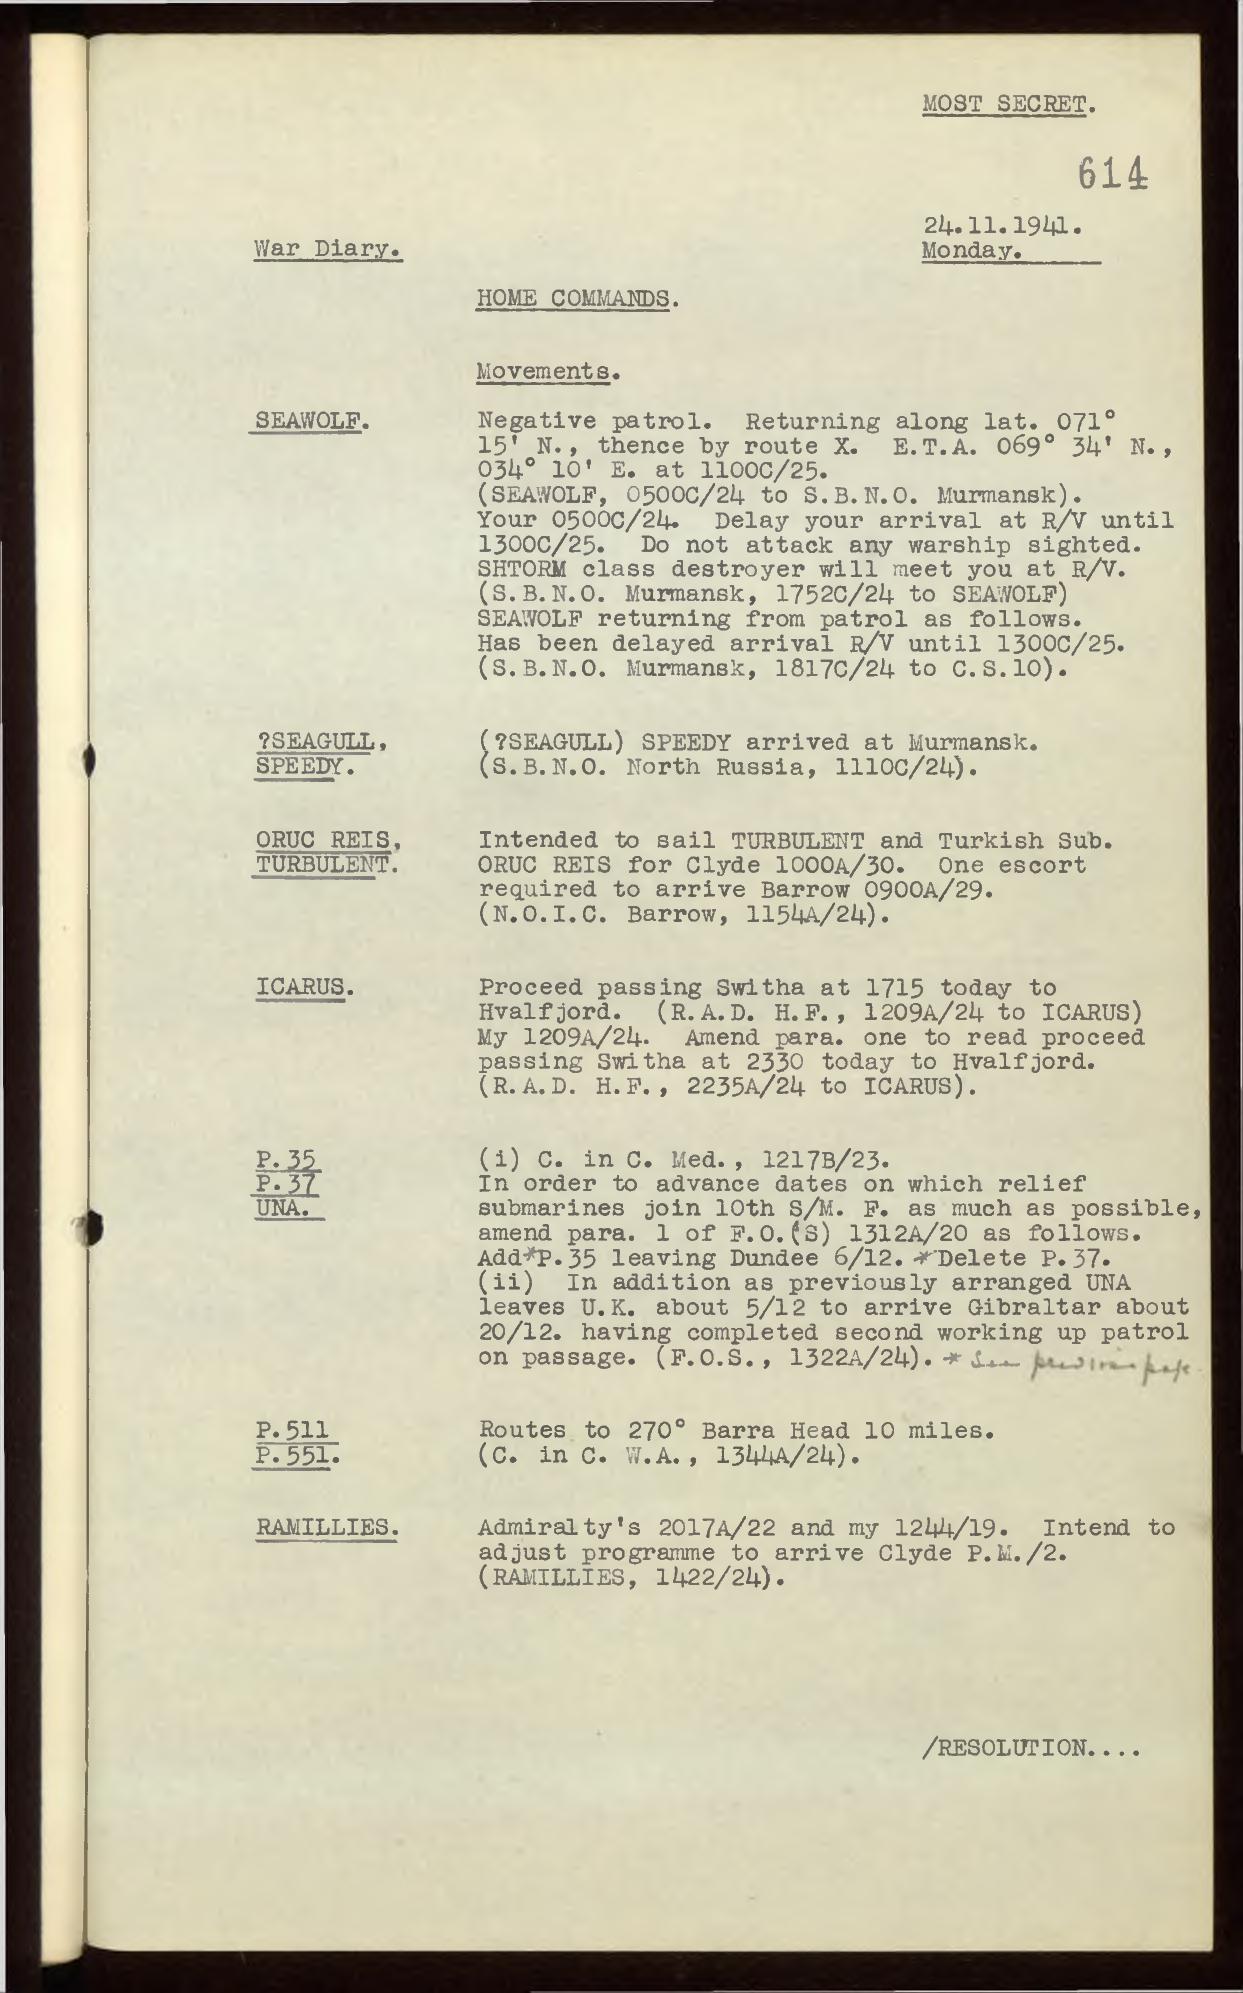 MOST SECRET.
614
24.11.1941.
War Diary.
Monday.
HOME COMMANDS.
Movements.
SEAWOLF. Negative patrol. Returning along lat. 071°
15' N., thence by route X. E.T.A. 069° 34' N.,
034° 10' E. at 1100C/25.
(SEAWOLF, 0500C/24 to S.B.N.O. Murmansk).
Your 0500C/24. Delay your arrival at R/V until
1300C/25. Do not attack any warship sighted.
SHTORM class destroyer will meet you at R/V.
(S.B.N.O. Murmansk, 1752C/24 to SEAWOLF)
SEAWOLF returning from patrol as follows.
Has been delayed arrival R/V until 1300C/25.
(S.B.N.O. Murmansk, 1817C/24 to C.S.10).
?SEAGULL, (?SEAGULL) SPEEDY arrived at Murmansk.
SPEEDY. (S.B.N.O. North Russia, 1110C/24).
ORUC REIS, Intended to sail TURBULENT and Turkish Sub.
TURBULENT. ORUC REIS for Clyde 1000A/30. One escort
required to arrive Barrow 0900A/29.
(N.O.I.C. Barrow, 1154A/24).
ICARUS. Proceed passing Switha at 1715 today to
Hvalfjord. (R.A.D. H.F., 1209A/24 to ICARUS)
My 1209A/24. Amend para. one to read proceed
passing Switha at 2330 today to Hvalfjord.
(R.A.D. H.F., 2235A/24 to ICARUS).
P.35 (i) C. in C. Med., 1217B/23.
P.37 In order to advance dates on which relief
UNA. submarines join 10th S/M. F. as much as possible,
amend para. 1 of F.O.(S) 1312A/20 as follows.
Add*P.35 leaving Dundee 6/12. *Delete P.37.
(ii) In addition as previously arranged UNA
leaves U.K. about 5/12 to arrive Gibraltar about
20/12. having completed second working up patrol
on passage. (F.O.S., 1322A/24). * See previous page
P.511 Routes to 270° Barra Head 10 miles.
P.551. (C. in C. W.A., 1344A/24).
RAMILLIES. Admiralty's 2017A/22 and my 1244/19. Intend to
adjust programme to arrive Clyde P.M./2.
(RAMILLIES, 1422/24).
/RESOLUTION....